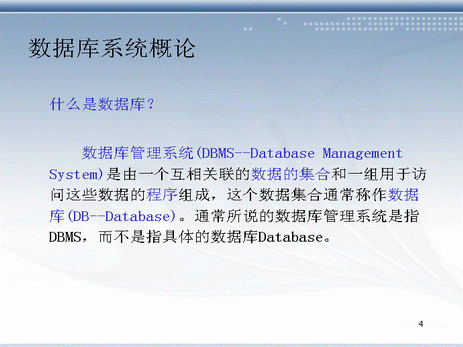 数据库系统概论
什么是数据库？
数据库管理系统(DBMS--Database Management
System)是由一个互相关联的数据的集合和一组用于访
问这些数据的程序组成，这个数据集合通常称作数据
库(DB--Database)。通常所说的数据库管理系统是指
DBMS，而不是指具体的数据库Database。
4